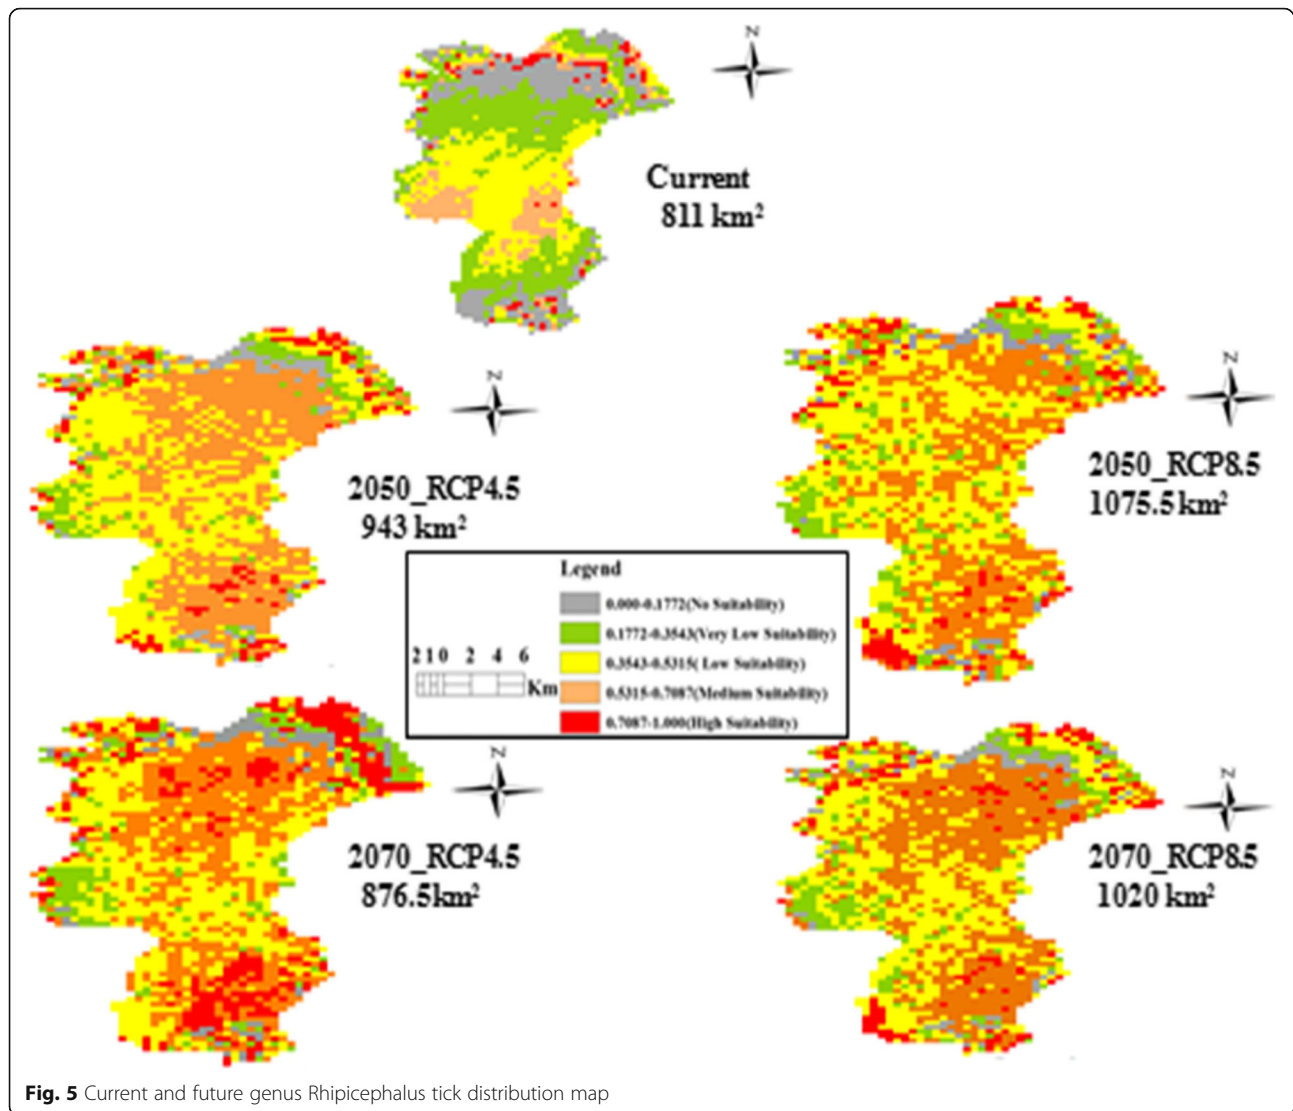 N
Current
811 km²
N
N
2050_RCP4.5
943 km²
2050_RCP8.5
1075.5 km²
Legend
0.000-0.1772(No Suitability)
0.1772-0.3543(Very Low Suitability)
0.3543-0.5315( Low Suitability)
0.5315-0.7087(Medium Suitability)
0.7087-1.000(High Suitability)
2 1 0 2 4 6
Km
N
N
2070_RCP4.5
876.5km²
2070_RCP8.5
1020 km²
Fig. 5 Current and future genus Rhipicephalus tick distribution map